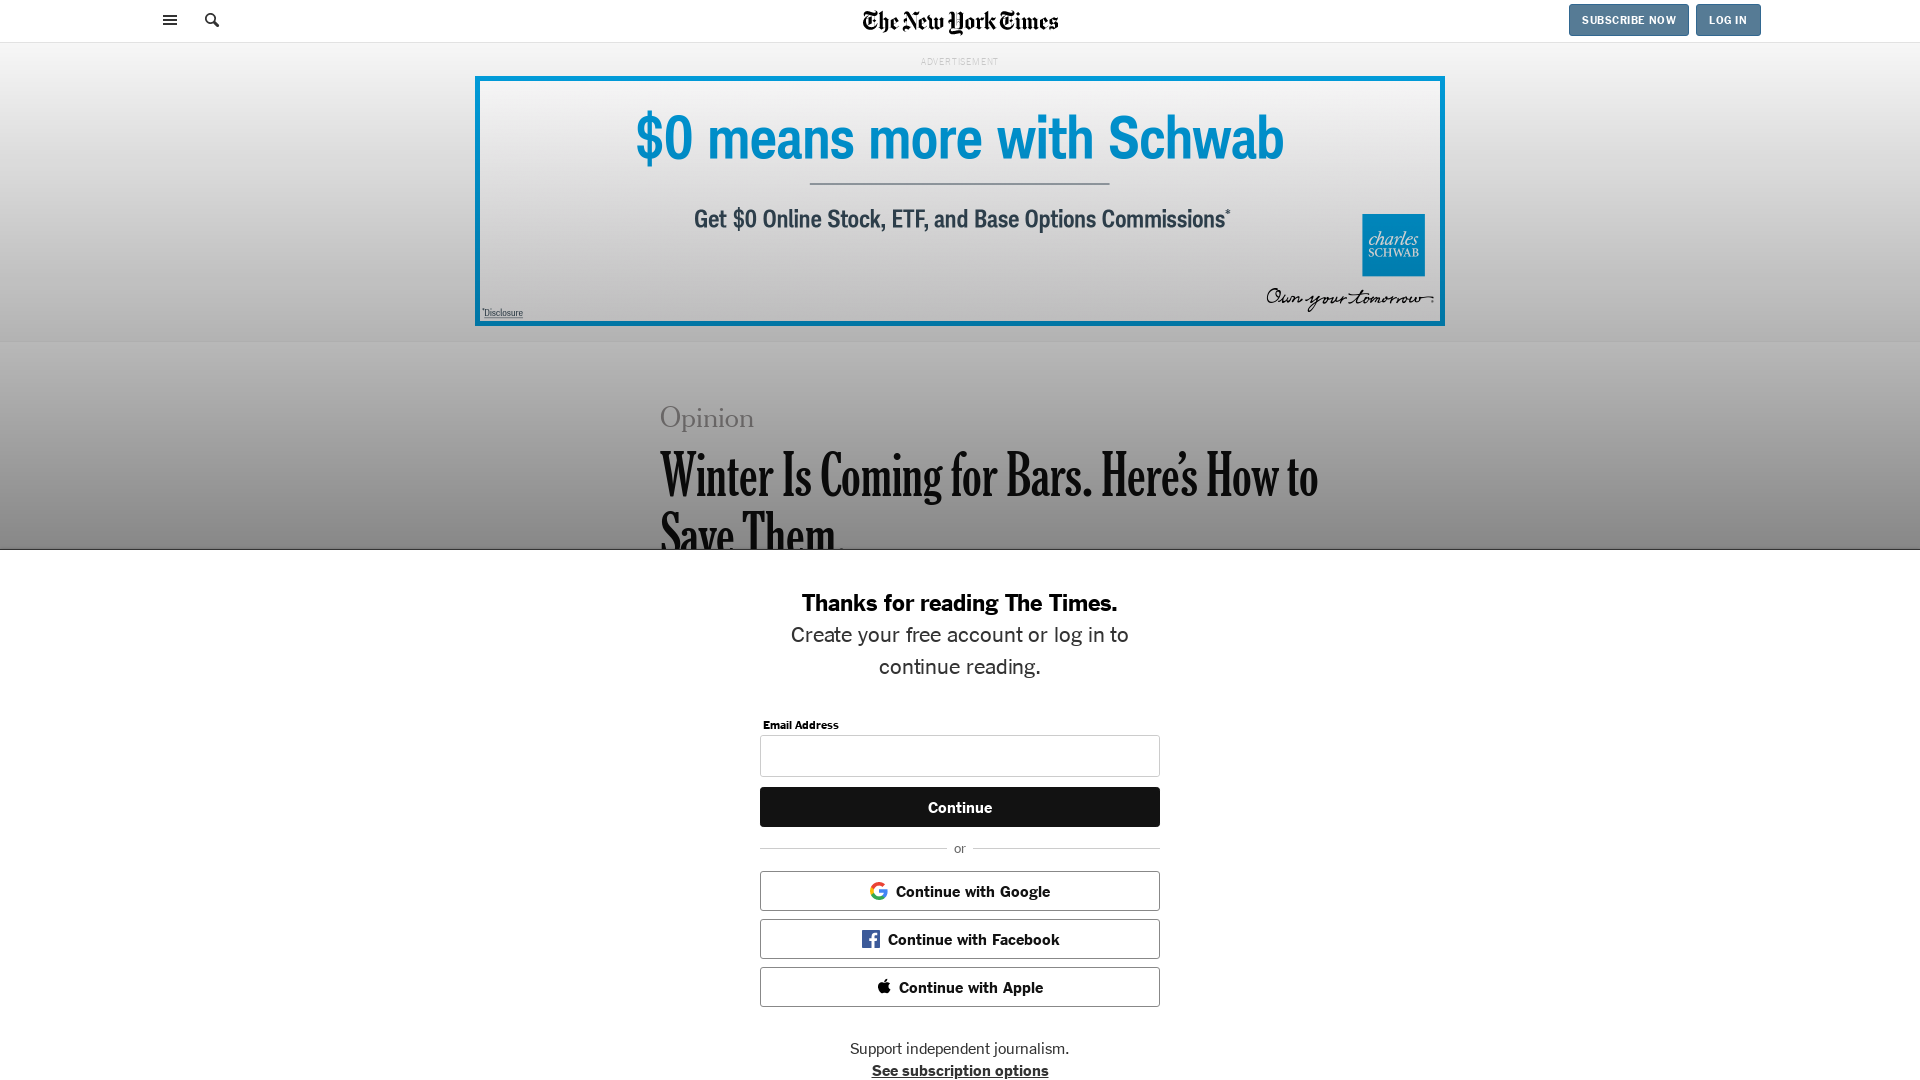 The New York Times
SUBSCRIBE NOW
LOG IN
ADVERTISEMENT
$0 means more with Schwab
Get $0 Online Stock, ETF, and Base Options Commissions*
charles
SCHWAB
Own your tomorrow
*Disclosure
Opinion
Winter Is Coming for Bars. Here’s How to
Save Them.
Thanks for reading The Times.
Create your free account or log in to
continue reading.
Email Address
Continue
or
Continue with Google
Continue with Facebook
Continue with Apple
Support independent journalism.
See subscription options